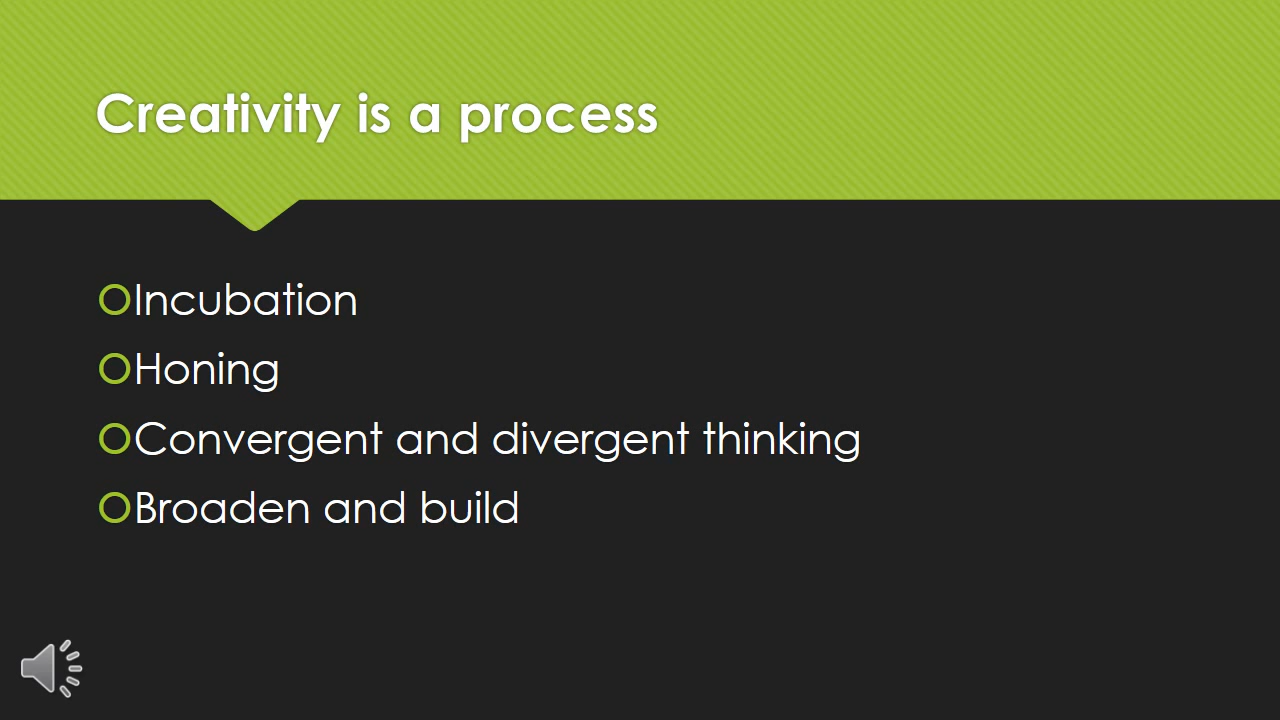 Creativity is a process
Incubation
Honing
Convergent and divergent thinking
Broaden and build